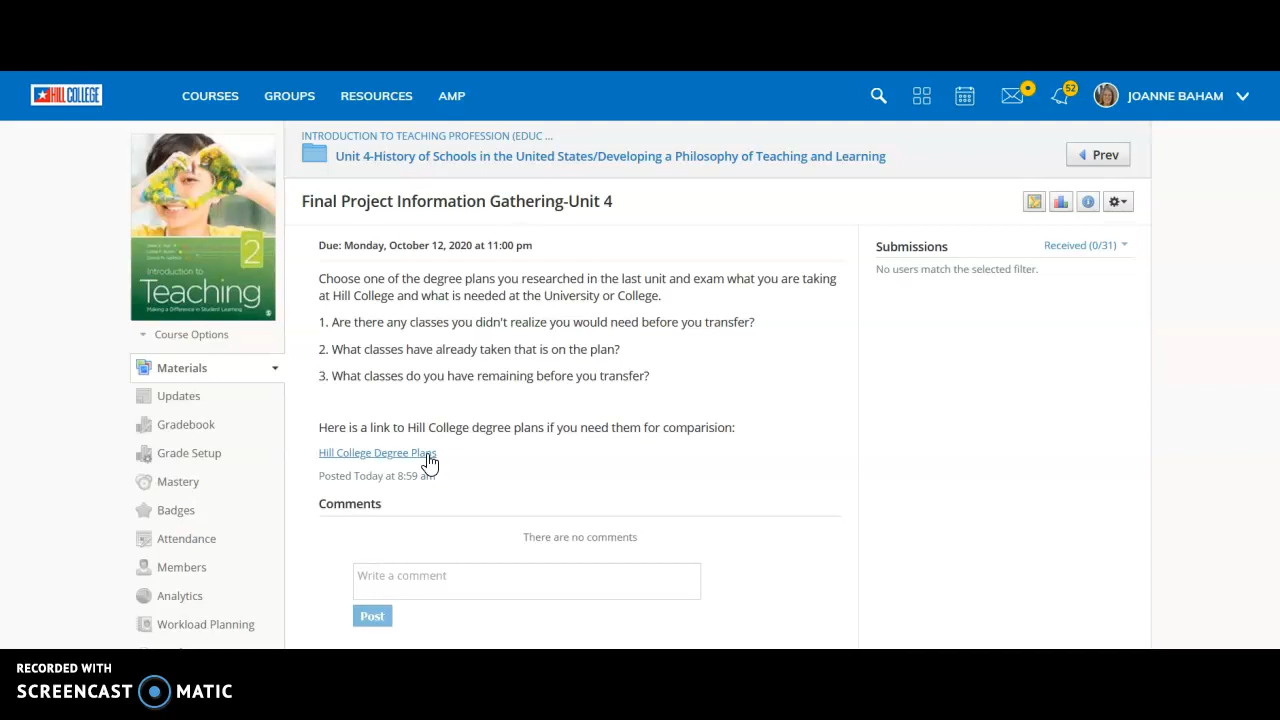 HILL COLLEGE
COURSES GROUPS RESOURCES AMP
52
JOANNE BAHAM
INTRODUCTION TO TEACHING PROFESSION (EDUC ...
Unit 4-History of Schools in the United States/Developing a Philosophy of Teaching and Learning
Prev
2
Introduction to
Teaching
Making a Difference in Student Learning
Course Options
Materials
Updates
Gradebook
Grade Setup
Mastery
Badges
Attendance
Members
Analytics
Workload Planning
Final Project Information Gathering-Unit 4
Due: Monday, October 12, 2020 at 11:00 pm
Choose one of the degree plans you researched in the last unit and exam what you are taking
at Hill College and what is needed at the University or College.
1. Are there any classes you didn't realize you would need before you transfer?
2. What classes have already taken that is on the plan?
3. What classes do you have remaining before you transfer?
Here is a link to Hill College degree plans if you need them for comparision:
Hill College Degree Plans
Posted Today at 8:59 am
Comments
There are no comments
Write a comment
Post
Submissions
Received (0/31)
No users match the selected filter.
RECORDED WITH
SCREENCAST MATIC